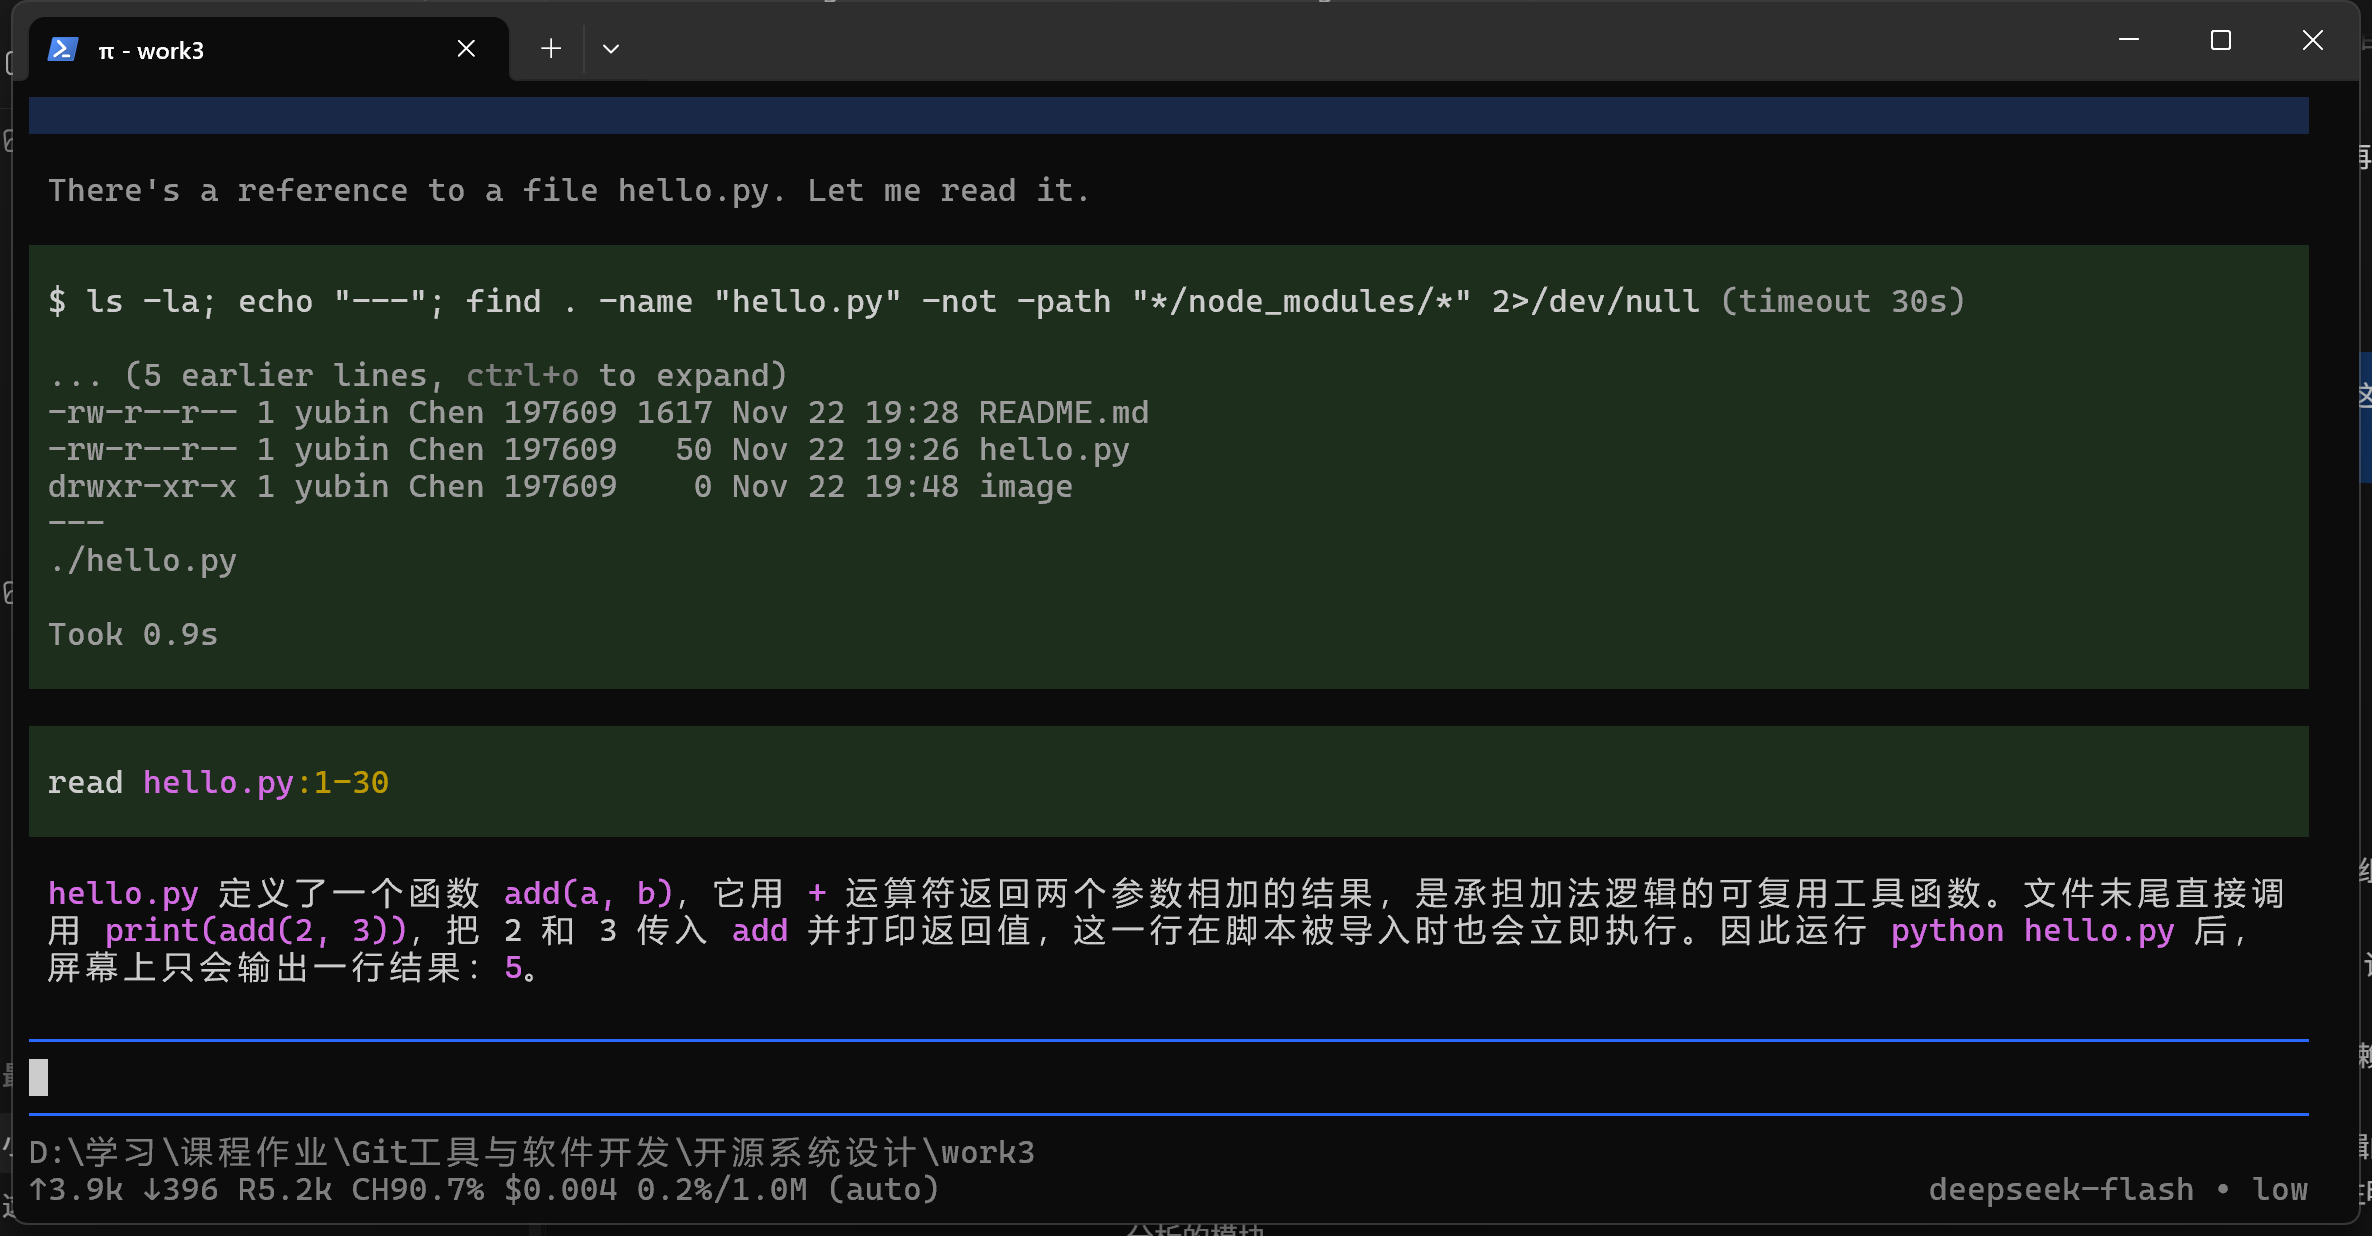 π - work3
There's a reference to a file hello.py. Let me read it.
$ ls -la; echo "---"; find . -name "hello.py" -not -path "*/node_modules/*" 2>/dev/null (timeout 30s)
... (5 earlier lines, ctrl+o to expand)
-rw-r--r-- 1 yubin Chen 197609 1617 Nov 22 19:28 README.md
-rw-r--r-- 1 yubin Chen 197609   50 Nov 22 19:26 hello.py
drwxr-xr-x 1 yubin Chen 197609    0 Nov 22 19:48 image
---
./hello.py
Took 0.9s
read hello.py:1-30
hello.py 定义了一个函数 add(a, b)，它用 + 运算符返回两个参数相加的结果，是承担加法逻辑的可复用工具函数。文件末尾直接调
用 print(add(2, 3))，把 2 和 3 传入 add 并打印返回值，这一行在脚本被导入时也会立即执行。因此运行 python hello.py 后，
屏幕上只会输出一行结果：5。
D:\学习\课程作业\Git工具与软件开发\开源系统设计\work3
↑3.9k ↓396 R5.2k CH90.7% $0.004 0.2%/1.0M (auto)
deepseek-flash • low